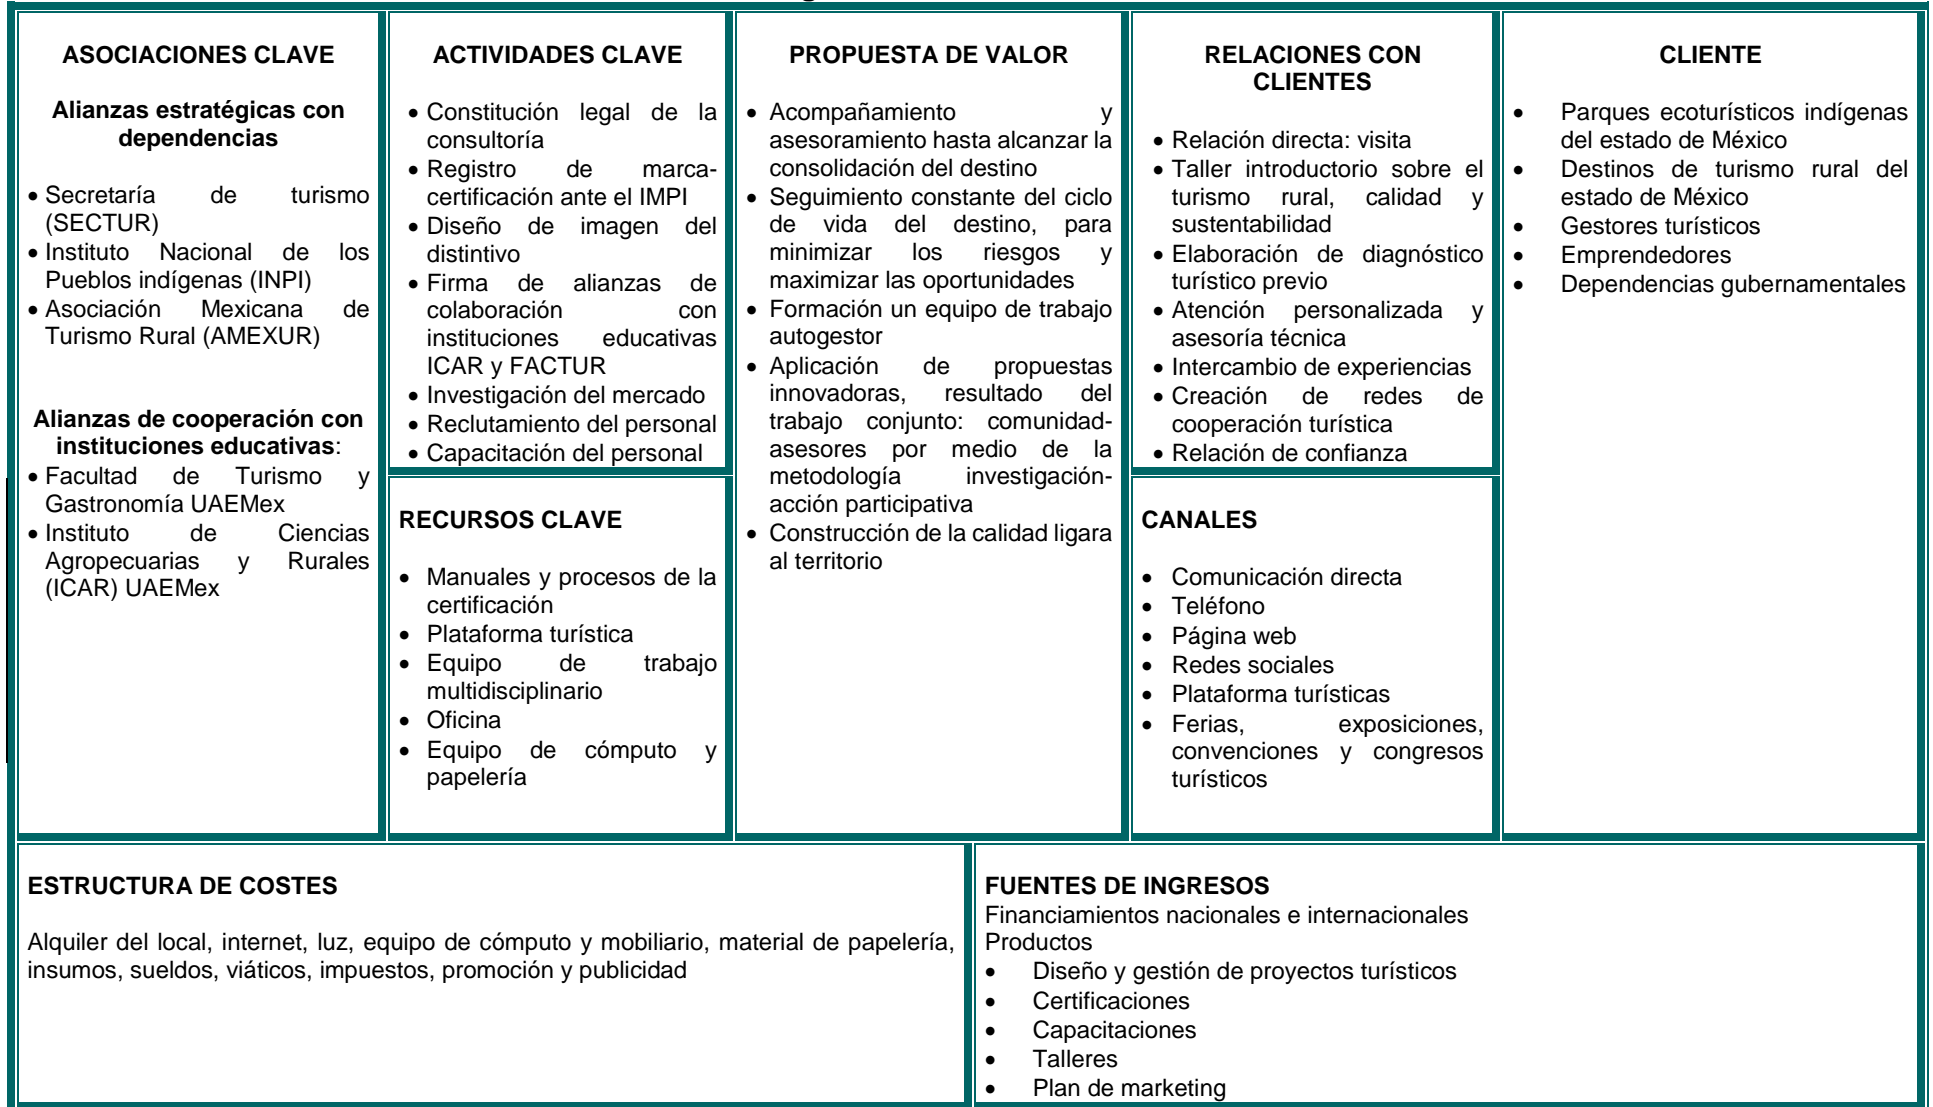 ASOCIACIONES CLAVE
Alianzas estratégicas con
dependencias
• Secretaría de turismo
(SECTUR)
• Instituto Nacional de los
Pueblos indígenas (INPI)
• Asociación Mexicana de
Turismo Rural (AMEXUR)
Alianzas de cooperación con
instituciones educativas:
• Facultad de Turismo y
Gastronomía UAEMex
• Instituto de Ciencias
Agropecuarias y Rurales
(ICAR) UAEMex
ACTIVIDADES CLAVE
• Constitución legal de la
consultoría
• Registro de marca-
certificación ante el IMPI
• Diseño de imagen del
distintivo
• Firma de alianzas de
colaboración con
instituciones educativas
ICAR y FACTUR
• Investigación del mercado
• Reclutamiento del personal
• Capacitación del personal
RECURSOS CLAVE
• Manuales y procesos de la
certificación
• Plataforma turística
• Equipo de trabajo
multidisciplinario
• Oficina
• Equipo de cómputo y
papelería
PROPUESTA DE VALOR
• Acompañamiento y
asesoramiento hasta alcanzar la
consolidación del destino
• Seguimiento constante del ciclo
de vida del destino, para
minimizar los riesgos y
maximizar las oportunidades
• Formación un equipo de trabajo
autogestor
• Aplicación de propuestas
innovadoras, resultado del
trabajo conjunto: comunidad-
asesores por medio de la
metodología investigación-
acción participativa
• Construcción de la calidad ligara
al territorio
RELACIONES CON
CLIENTES
• Relación directa: visita
• Taller introductorio sobre el
turismo rural, calidad y
sustentabilidad
• Elaboración de diagnóstico
turístico previo
• Atención personalizada y
asesoría técnica
• Intercambio de experiencias
• Creación de redes de
cooperación turística
• Relación de confianza
CANALES
• Comunicación directa
• Teléfono
• Página web
• Redes sociales
• Plataforma turísticas
• Ferias, exposiciones,
convenciones y congresos
turísticos
CLIENTE
• Parques ecoturísticos indígenas
del estado de México
• Destinos de turismo rural del
estado de México
• Gestores turísticos
• Emprendedores
• Dependencias gubernamentales
ESTRUCTURA DE COSTES
Alquiler del local, internet, luz, equipo de cómputo y mobiliario, material de papelería,
insumos, sueldos, viáticos, impuestos, promoción y publicidad
FUENTES DE INGRESOS
Financiamientos nacionales e internacionales
Productos
• Diseño y gestión de proyectos turísticos
• Certificaciones
• Capacitaciones
• Talleres
• Plan de marketing